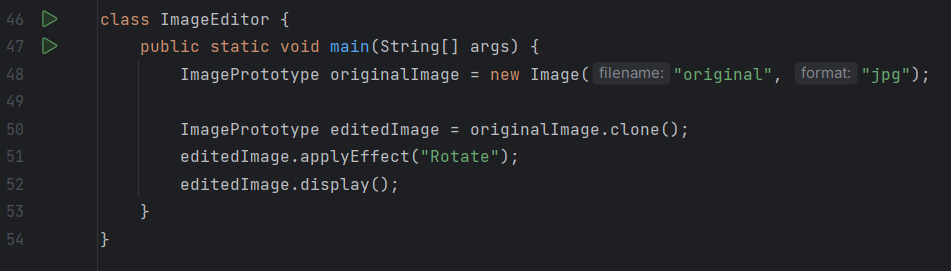 46 class ImageEditor {
47 public static void main(String[] args) {
48 ImagePrototype originalImage = new Image( filename: "original", format: "jpg");
49
50 ImagePrototype editedImage = originalImage.clone();
51 editedImage.applyEffect("Rotate");
52 editedImage.display();
53 }
54 }